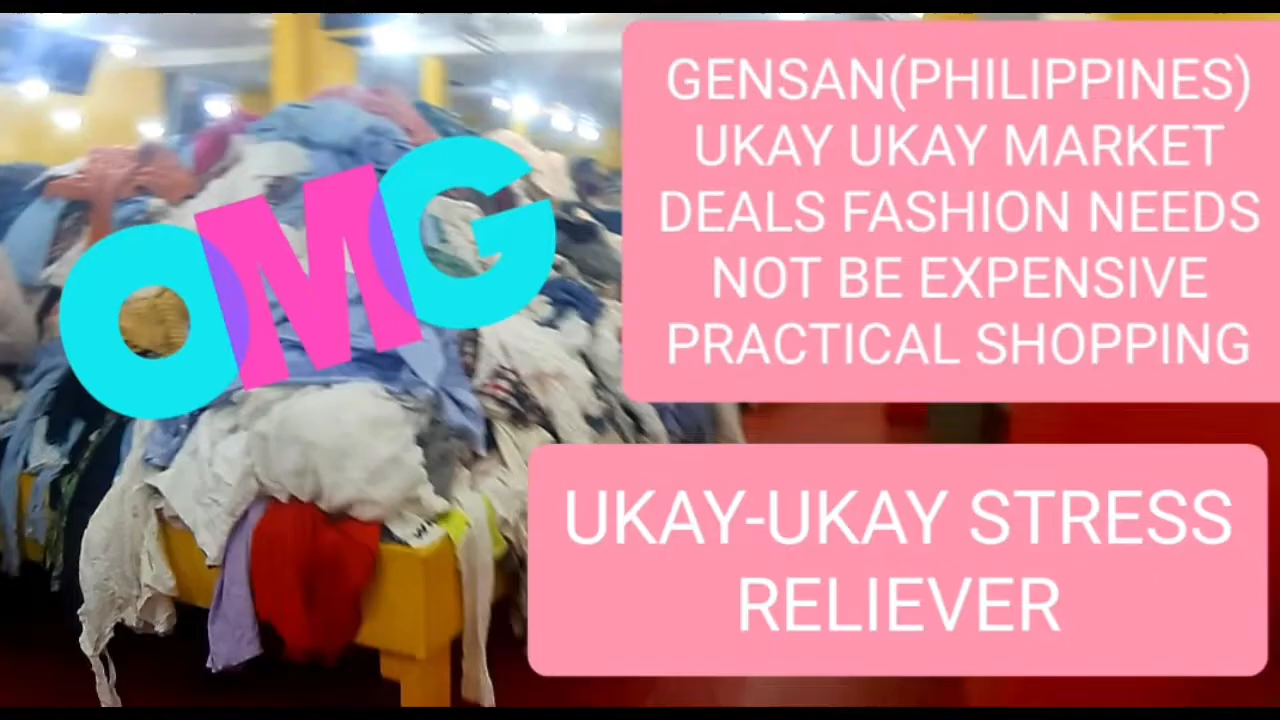 OMG
GENSAN(PHILIPPINES)
UKAY UKAY MARKET
DEALS FASHION NEEDS
NOT BE EXPENSIVE
PRACTICAL SHOPPING
UKAY-UKAY STRESS
RELIEVER